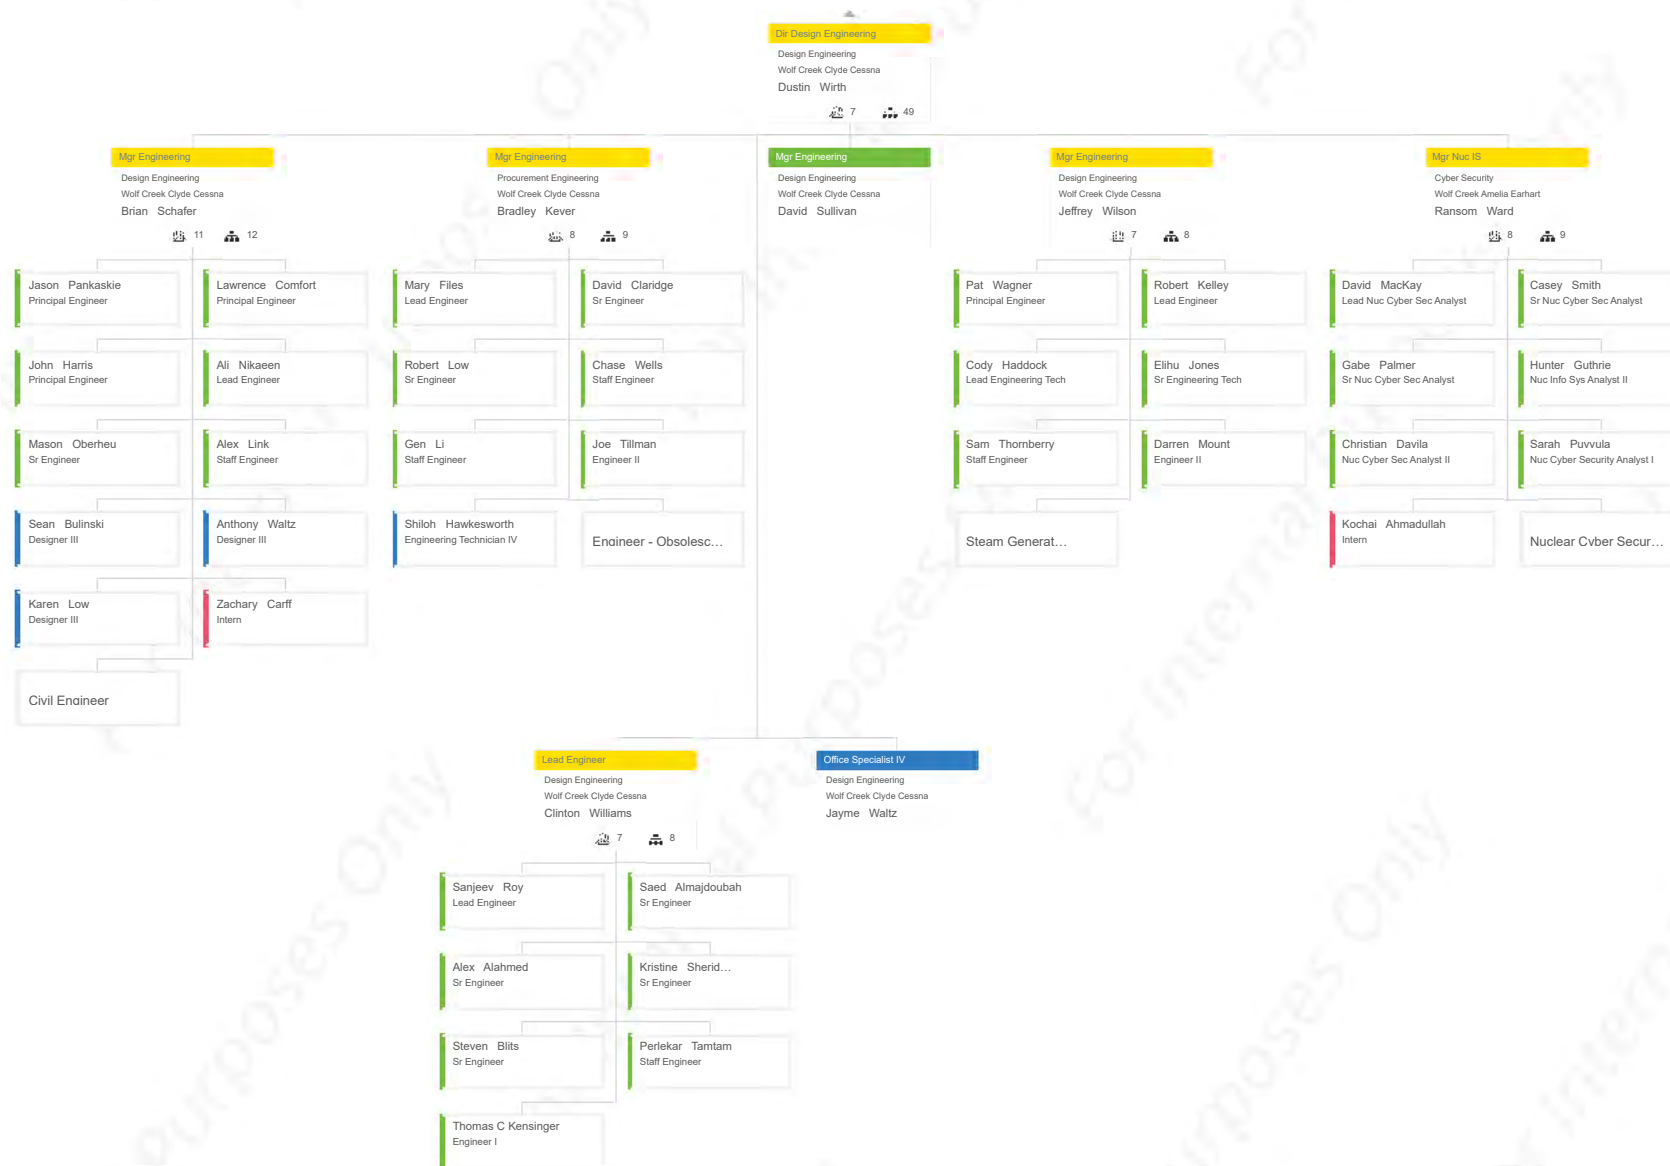 Dir Design Engineering
Design Engineering
Wolf Creek Clyde Cessna
Dustin Wirth
7 49
Mgr Engineering
Design Engineering
Wolf Creek Clyde Cessna
Brian Schafer
11 12
Mgr Engineering
Procurement Engineering
Wolf Creek Clyde Cessna
Bradley Kever
8 9
Mgr Engineering
Design Engineering
Wolf Creek Clyde Cessna
David Sullivan
Mgr Engineering
Design Engineering
Wolf Creek Clyde Cessna
Jeffrey Wilson
7 8
Mgr Nuc IS
Cyber Security
Wolf Creek Amelia Earhart
Ransom Ward
8 9
Jason Pankaskie
Principal Engineer
Lawrence Comfort
Principal Engineer
John Harris
Principal Engineer
Ali Nikaeen
Lead Engineer
Mason Oberheu
Sr Engineer
Alex Link
Staff Engineer
Sean Bulinski
Designer III
Anthony Waltz
Designer III
Karen Low
Designer III
Zachary Carff
Intern
Civil Engineer
Mary Files
Lead Engineer
David Claridge
Sr Engineer
Robert Low
Sr Engineer
Chase Wells
Staff Engineer
Gen Li
Staff Engineer
Joe Tillman
Engineer II
Shiloh Hawkesworth
Engineering Technician IV
Engineer - Obsolesc...
Pat Wagner
Principal Engineer
Robert Kelley
Lead Engineer
Cody Haddock
Lead Engineering Tech
Elihu Jones
Sr Engineering Tech
Sam Thornberry
Staff Engineer
Darren Mount
Engineer II
Steam Generat...
David MacKay
Lead Nuc Cyber Sec Analyst
Casey Smith
Sr Nuc Cyber Sec Analyst
Gabe Palmer
Sr Nuc Cyber Sec Analyst
Hunter Guthrie
Nuc Info Sys Analyst II
Christian Davila
Nuc Cyber Sec Analyst II
Sarah Puvvula
Nuc Cyber Security Analyst I
Kochai Ahmadullah
Intern
Nuclear Cyber Secur...
Lead Engineer
Design Engineering
Wolf Creek Clyde Cessna
Clinton Williams
7 8
Office Specialist IV
Design Engineering
Wolf Creek Clyde Cessna
Jayme Waltz
Sanjeev Roy
Lead Engineer
Saed Almajdoubah
Sr Engineer
Alex Alahmed
Sr Engineer
Kristine Sherid...
Sr Engineer
Steven Blits
Sr Engineer
Perlekar Tamtam
Staff Engineer
Thomas C Kensinger
Engineer I